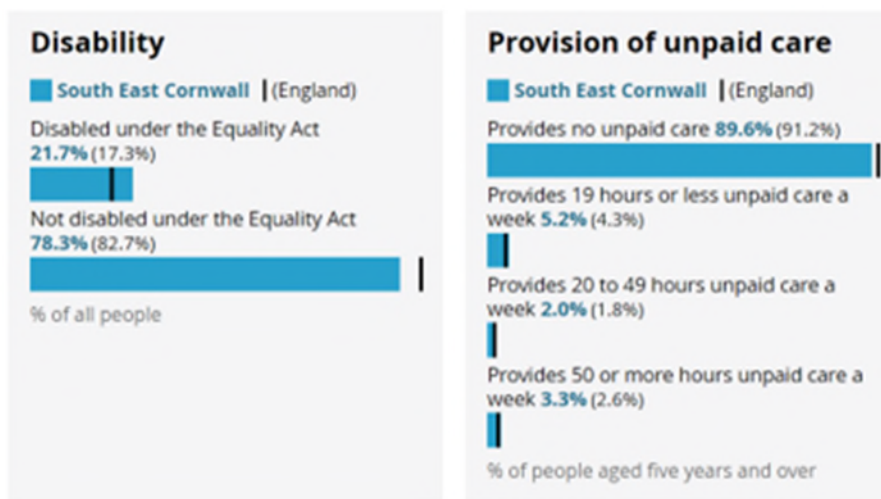 Disability
South East Cornwall (England)
Disabled under the Equality Act
21.7% (17.3%)
Not disabled under the Equality Act
78.3% (82.7%)
% of all people
Provision of unpaid care
South East Cornwall (England)
Provides no unpaid care 89.6% (91.2%)
Provides 19 hours or less unpaid care a
week 5.2% (4.3%)
Provides 20 to 49 hours unpaid care a
week 2.0% (1.8%)
Provides 50 or more hours unpaid care a
week 3.3% (2.6%)
% of people aged five years and over